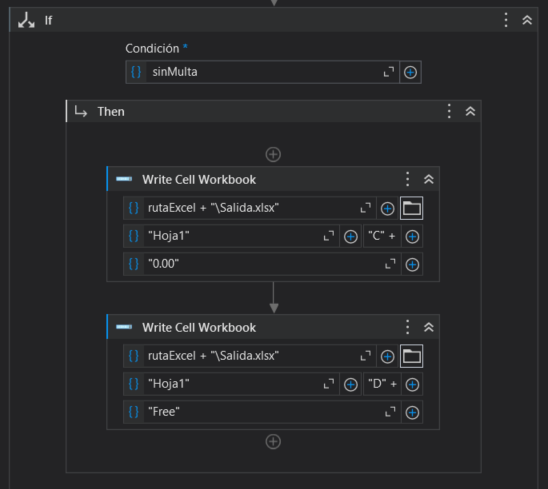 If
Condición *
sinMulta
Then
Write Cell Workbook
rutaExcel + "\Salida.xlsx"
"Hoja1" "C" +
"0.00"
Write Cell Workbook
rutaExcel + "\Salida.xlsx"
"Hoja1" "D" +
"Free"